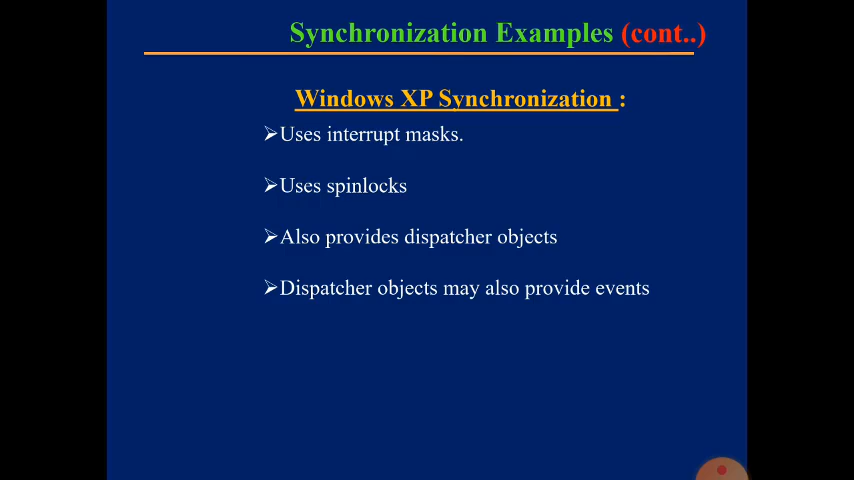 Synchronization Examples (cont..)
Windows XP Synchronization :
➢Uses interrupt masks.
➢Uses spinlocks
➢Also provides dispatcher objects
➢Dispatcher objects may also provide events